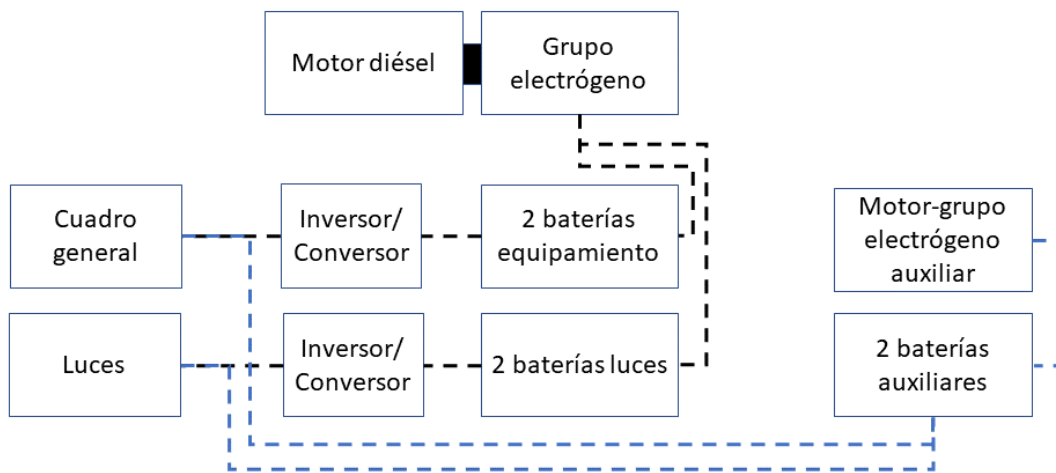 Motor diésel
Grupo
electrógeno
Cuadro
general
Inversor/
Conversor
2 baterías
equipamiento
Motor-grupo
electrógeno
auxiliar
Luces
Inversor/
Conversor
2 baterías luces
2 baterías
auxiliares